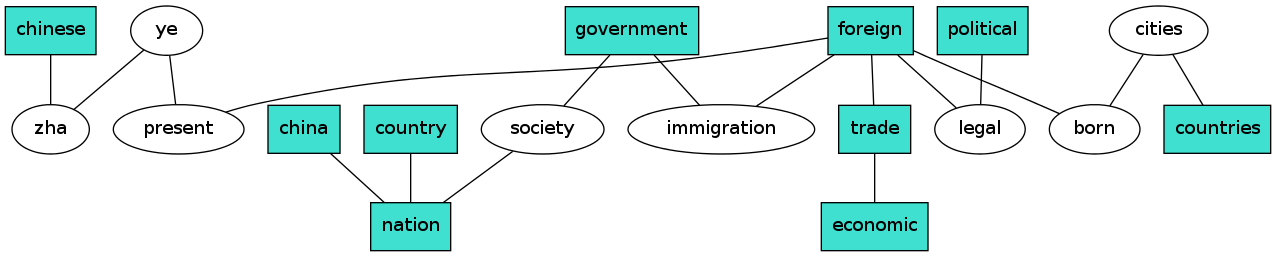 chinese ye government foreign political cities
zha present china country society immigration trade legal born countries
nation economic